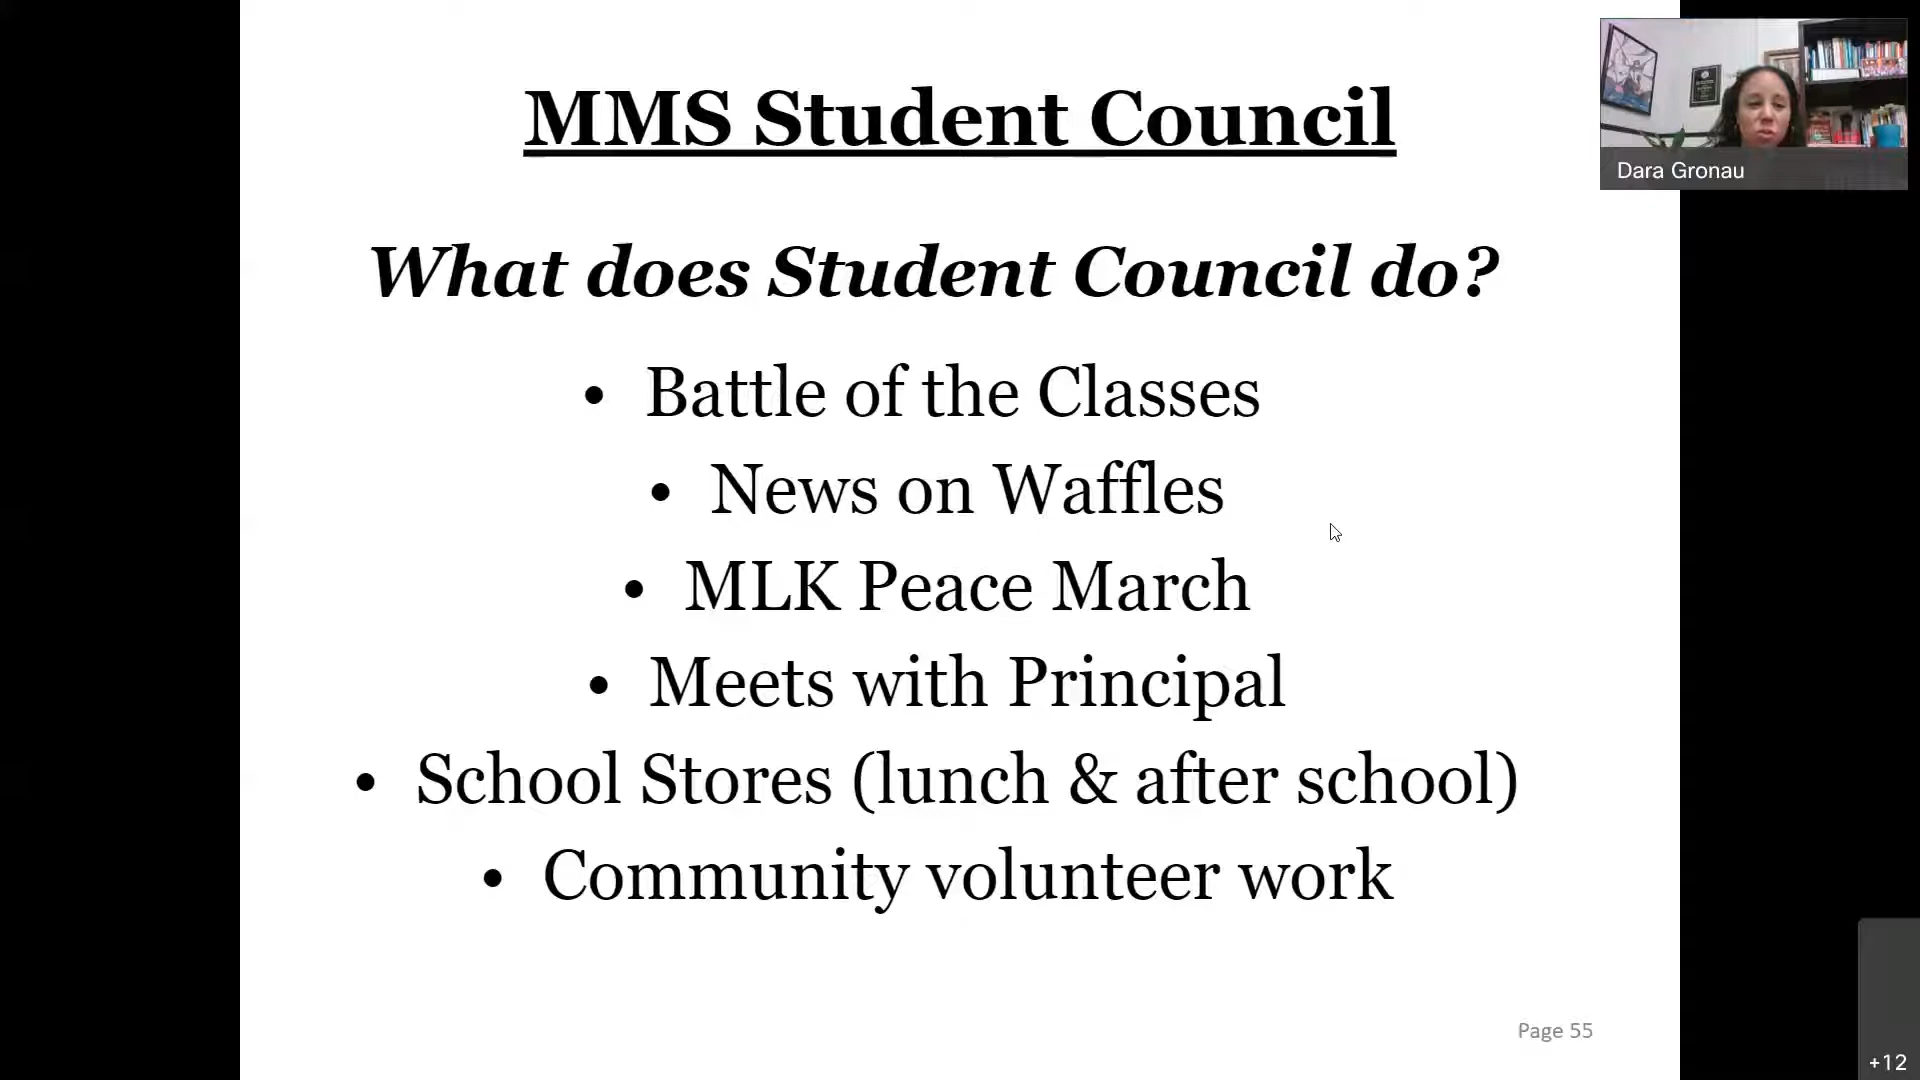 MMS Student Council
Dara Gronau
What does Student Council do?
• Battle of the Classes
• News on Waffles
• MLK Peace March
• Meets with Principal
• School Stores (lunch & after school)
• Community volunteer work
Page 55
+12